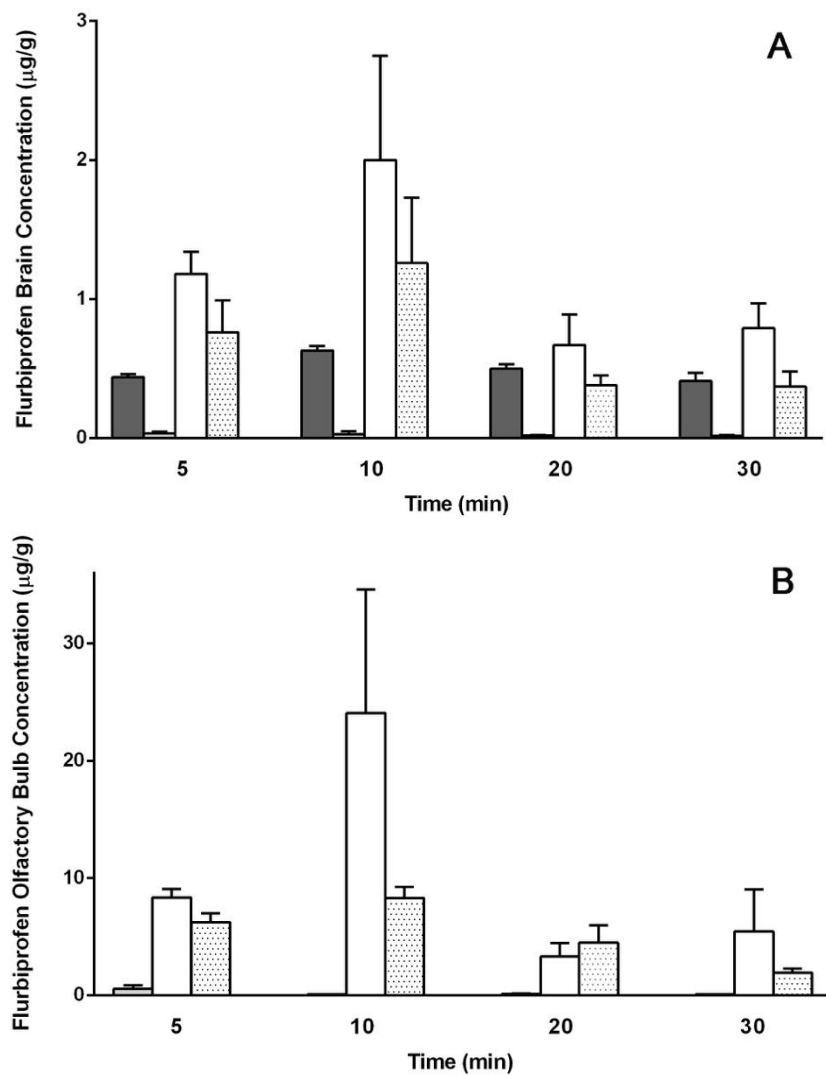 A
Flurbiprofen Brain Concentration (µg/g)
3
2
1
0
5 10 20 30
Time (min)
B
Flurbiprofen Olfactory Bulb Concentration (µg/g)
30
20
10
0
5 10 20 30
Time (min)